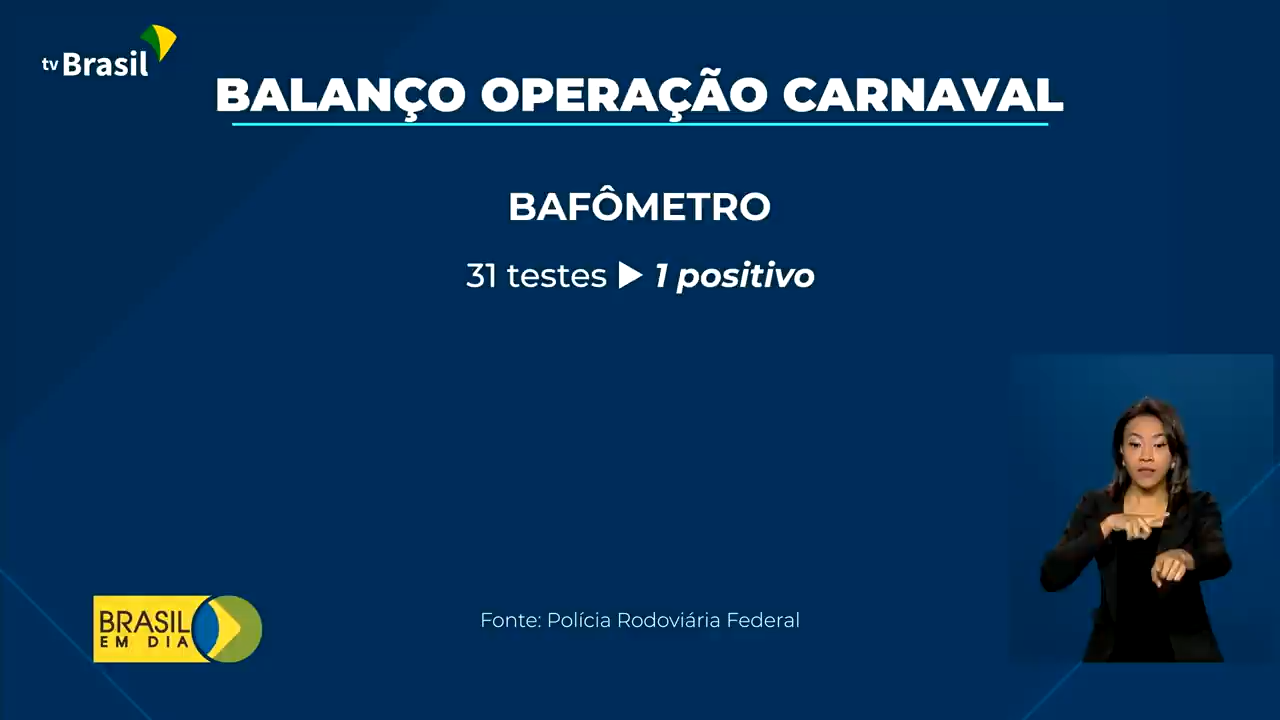 tv Brasil
BALANÇO OPERAÇÃO CARNAVAL
BAFÔMETRO
31 testes ▶ 1 positivo
BRASIL
EM DIA
Fonte: Polícia Rodoviária Federal